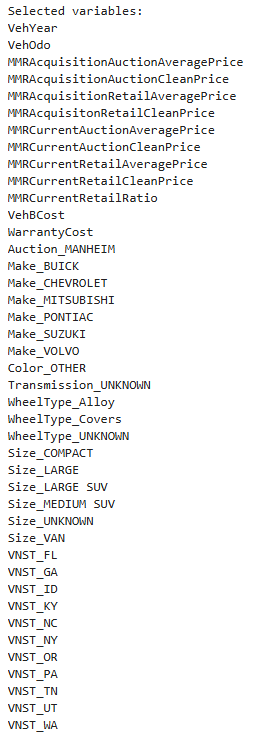 Selected variables:
VehYear
VehOdo
MMRAcquisitionAuctionAveragePrice
MMRAcquisitionAuctionCleanPrice
MMRAcquisitionRetailAveragePrice
MMRAcquisitonRetailCleanPrice
MMRCurrentAuctionAveragePrice
MMRCurrentAuctionCleanPrice
MMRCurrentRetailAveragePrice
MMRCurrentRetailCleanPrice
MMRCurrentRetailRatio
VehBCost
WarrantyCost
Auction_MANHEIM
Make_BUICK
Make_CHEVROLET
Make_MITSUBISHI
Make_PONTIAC
Make_SUZUKI
Make_VOLVO
Color_OTHER
Transmission_UNKNOWN
WheelType_Alloy
WheelType_Covers
WheelType_UNKNOWN
Size_COMPACT
Size_LARGE
Size_LARGE SUV
Size_MEDIUM SUV
Size_UNKNOWN
Size_VAN
VNST_FL
VNST_GA
VNST_ID
VNST_KY
VNST_NC
VNST_NY
VNST_OR
VNST_PA
VNST_TN
VNST_UT
VNST_WA